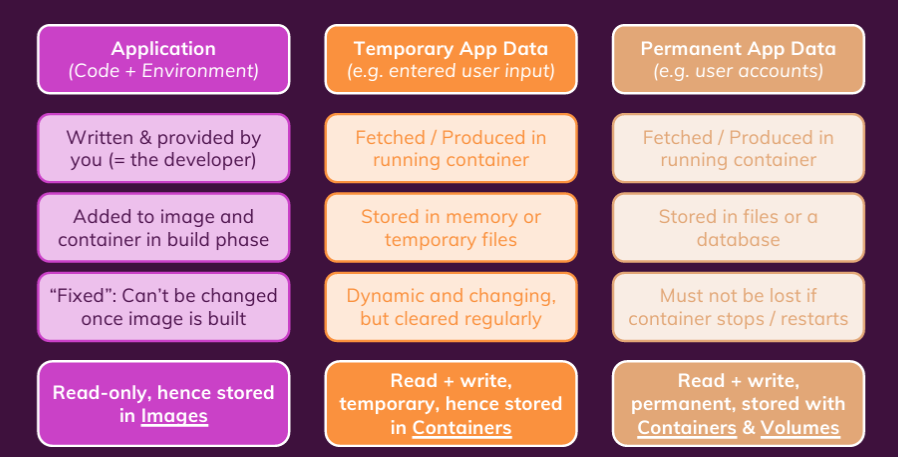 Application
(Code + Environment)
Written & provided by
you (= the developer)
Added to image and
container in build phase
“Fixed”: Can’t be changed
once image is built
Read-only, hence stored
in Images
Temporary App Data
(e.g. entered user input)
Fetched / Produced in
running container
Stored in memory or
temporary files
Dynamic and changing,
but cleared regularly
Read + write,
temporary, hence stored
in Containers
Permanent App Data
(e.g. user accounts)
Fetched / Produced in
running container
Stored in files or a
database
Must not be lost if
container stops / restarts
Read + write,
permanent, stored with
Containers & Volumes